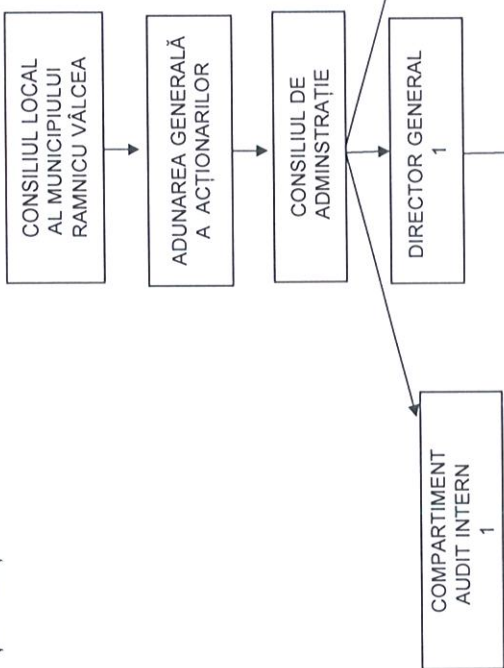 CONSILIUL LOCAL
AL MUNICIPIULUI
RAMNICU VÂLCEA
ADUNAREA GENERALĂ
A ACȚIONARILOR
CONSILIUL DE
ADMINSTRAȚIE
DIRECTOR GENERAL
1
COMPARTIMENT
AUDIT INTERN
1